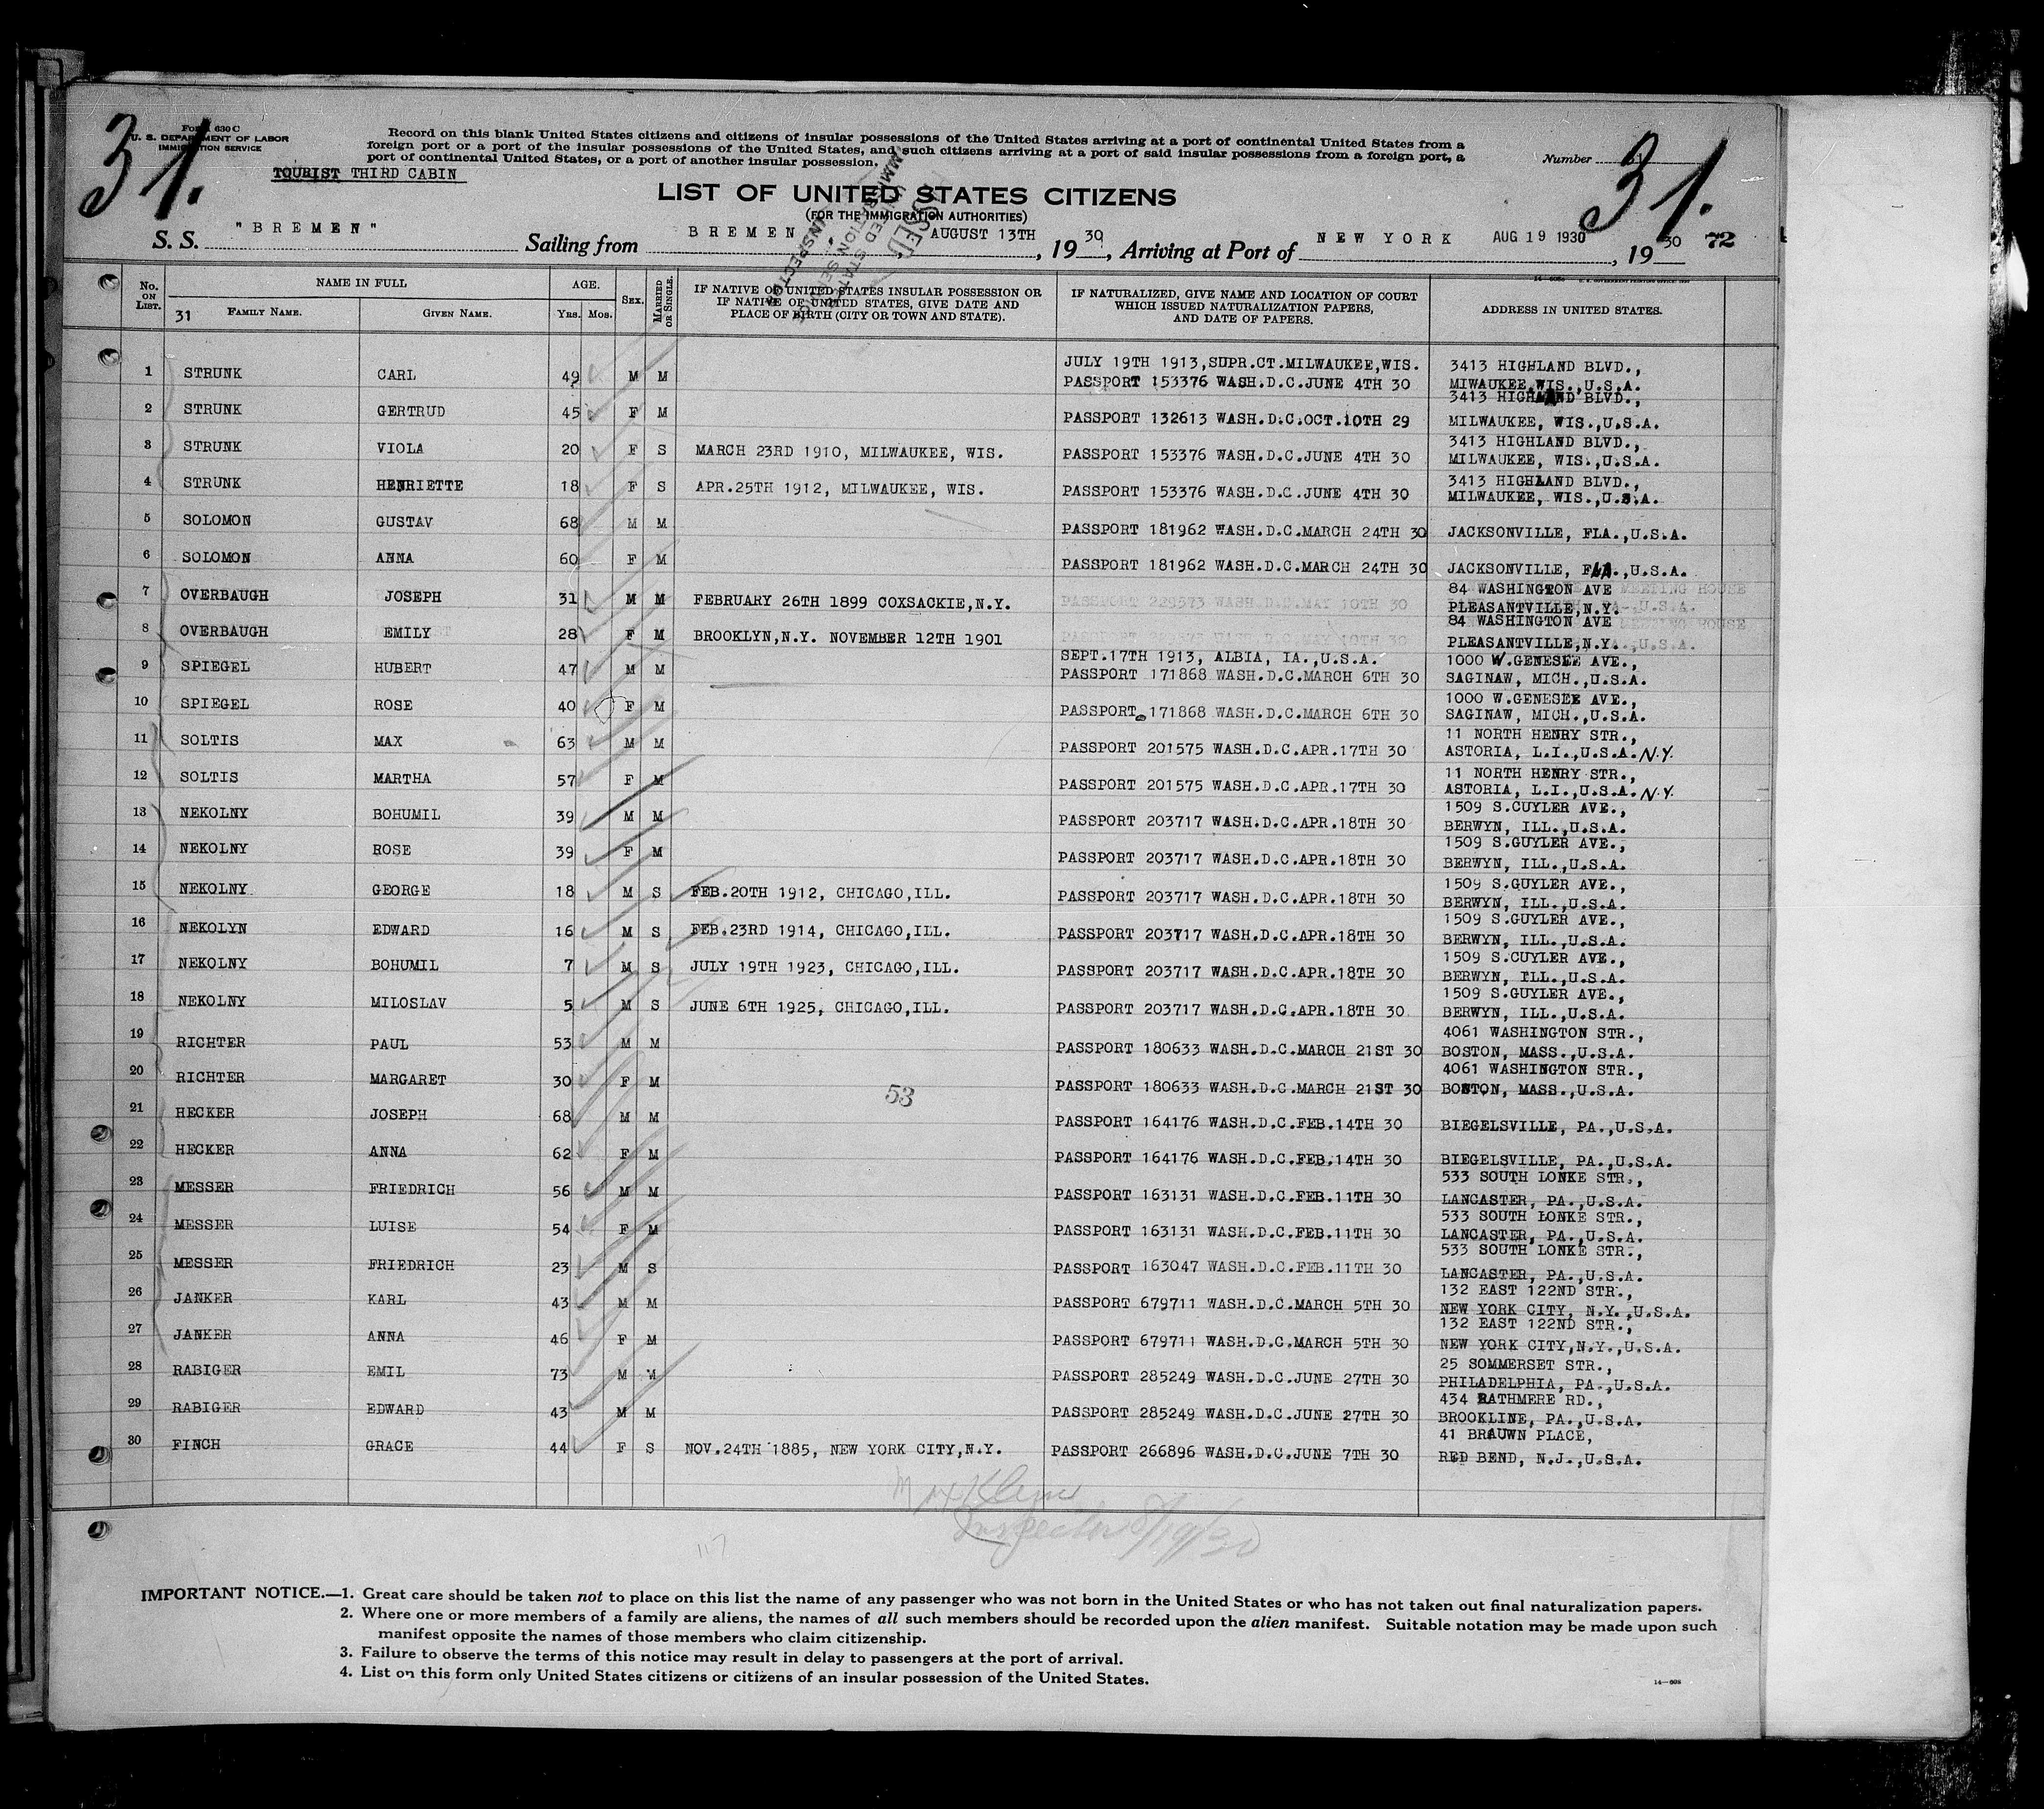 31.
Form 630 C
U. S. DEPARTMENT OF LABOR
IMMIGRATION SERVICE
TOURIST THIRD CABIN
Record on this blank United States citizens and citizens of insular possessions of the United States arriving at a port of continental United States from a
foreign port or a port of the insular possessions of the United States, and such citizens arriving at a port of said insular possessions from a foreign port, a
port of continental United States, or a port of another insular possession.
Number
31.
LIST OF UNITED STATES CITIZENS
(FOR THE IMMIGRATION AUTHORITIES)
PASSED
UNITED STATES
IMMIGRATION SERVICE
INSPECTOR
S. S. "BREMEN" Sailing from BREMEN, AUGUST 13TH, 1930, Arriving at Port of NEW YORK AUG 19 1930, 1930 72
No. ON LIST. NAME IN FULL AGE. Sex. MARRIED OR SINGLE. IF NATIVE OF UNITED STATES INSULAR POSSESSION OR IF NATIVE OF UNITED STATES, GIVE DATE AND PLACE OF BIRTH (CITY OR TOWN AND STATE). IF NATURALIZED, GIVE NAME AND LOCATION OF COURT WHICH ISSUED NATURALIZATION PAPERS, AND DATE OF PAPERS. ADDRESS IN UNITED STATES.
31 FAMILY NAME. GIVEN NAME. Yrs. Mos.
JULY 19TH 1913,SUPR.CT.MILWAUKEE,WIS. 3413 HIGHLAND BLVD.,
1 STRUNK CARL 49 M M PASSPORT 153376 WASH.D.C.JUNE 4TH 30 MIWAUKEE,WIS.,U.S.A.
3413 HIGHLAND BLVD.,
2 STRUNK GERTRUD 45 F M PASSPORT 132613 WASH.D.C.OCT.10TH 29 MILWAUKEE, WIS.,U.S.A.
3413 HIGHLAND BLVD.,
3 STRUNK VIOLA 20 F S MARCH 23RD 1910, MILWAUKEE, WIS. PASSPORT 153376 WASH.D.C.JUNE 4TH 30 MILWAUKEE, WIS.,U.S.A.
3413 HIGHLAND BLVD.,
4 STRUNK HENRIETTE 18 F S APR.25TH 1912, MILWAUKEE, WIS. PASSPORT 153376 WASH.D.C.JUNE 4TH 30 MILWAUKEE, WIS.,U.S.A.
5 SOLOMON GUSTAV 68 M M PASSPORT 181962 WASH.D.C.MARCH 24TH 30 JACKSONVILLE, FLA.,U.S.A.
6 SOLOMON ANNA 60 F M PASSPORT 181962 WASH.D.C.MARCH 24TH 30 JACKSONVILLE, FLA.,U.S.A.
84 WASHINGTON AVE
7 OVERBAUGH JOSEPH 31 M M FEBRUARY 26TH 1899 COXSACKIE,N.Y. PLEASANTVILLE,N.Y.
84 WASHINGTON AVE
8 OVERBAUGH EMILY 28 F M BROOKLYN,N.Y. NOVEMBER 12TH 1901 PLEASANTVILLE,N.Y.
SEPT.17TH 1913, ALBIA, IA.,U.S.A. 1000 W.GENESEE AVE.,
9 SPIEGEL HUBERT 47 M M PASSPORT 171868 WASH.D.C.MARCH 6TH 30 SAGINAW, MICH.,U.S.A.
1000 W.GENESEE AVE.,
10 SPIEGEL ROSE 40 F M PASSPORT 171868 WASH.D.C.MARCH 6TH 30 SAGINAW, MICH.,U.S.A.
11 NORTH HENRY STR.,
11 SOLTIS MAX 63 M M PASSPORT 201575 WASH.D.C.APR.17TH 30 ASTORIA, L.I.,U.S.A. N.Y.
11 NORTH HENRY STR.,
12 SOLTIS MARTHA 57 F M PASSPORT 201575 WASH.D.C.APR.17TH 30 ASTORIA, L.I.,U.S.A. N.Y.
1509 S.CUYLER AVE.,
13 NEKOLNY BOHUMIL 39 M M PASSPORT 203717 WASH.D.C.APR.18TH 30 BERWYN, ILL.,U.S.A.
1509 S.GUYLER AVE.,
14 NEKOLNY ROSE 39 F M PASSPORT 203717 WASH.D.C.APR.18TH 30 BERWYN, ILL.,U.S.A.
1509 S.GUYLER AVE.,
15 NEKOLNY GEORGE 18 M S FEB.20TH 1912, CHICAGO,ILL. PASSPORT 203717 WASH.D.C.APR.18TH 30 BERWYN, ILL.,U.S.A.
1509 S.GUYLER AVE.,
16 NEKOLYN EDWARD 16 M S FEB.23RD 1914, CHICAGO,ILL. PASSPORT 203717 WASH.D.C.APR.18TH 30 BERWYN, ILL.,U.S.A.
1509 S.CUYLER AVE.,
17 NEKOLNY BOHUMIL 7 M S JULY 19TH 1923, CHICAGO,ILL. PASSPORT 203717 WASH.D.C.APR.18TH 30 BERWYN, ILL.,U.S.A.
1509 S.GUYLER AVE.,
18 NEKOLNY MILOSLAV 5 M S JUNE 6TH 1925, CHICAGO,ILL. PASSPORT 203717 WASH.D.C.APR.18TH 30 BERWYN, ILL.,U.S.A.
4061 WASHINGTON STR.,
19 RICHTER PAUL 53 M M PASSPORT 180633 WASH.D.C.MARCH 21ST 30 BOSTON, MASS.,U.S.A.
4061 WASHINGTON STR.,
20 RICHTER MARGARET 30 F M 53 PASSPORT 180633 WASH.D.C.MARCH 21ST 30 BOSTON, MASS.,U.S.A.
21 HECKER JOSEPH 68 M M PASSPORT 164176 WASH.D.C.FEB.14TH 30 BIEGELSVILLE, PA.,U.S.A.
22 HECKER ANNA 62 F M PASSPORT 164176 WASH.D.C.FEB.14TH 30 BIEGELSVILLE, PA.,U.S.A.
533 SOUTH LONKE STR.,
23 MESSER FRIEDRICH 56 M M PASSPORT 163131 WASH.D.C.FEB.11TH 30 LANCASTER, PA.,U.S.A.
533 SOUTH LONKE STR.,
24 MESSER LUISE 54 F M PASSPORT 163131 WASH.D.C.FEB.11TH 30 LANCASTER, PA.,U.S.A.
533 SOUTH LONKE STR.,
25 MESSER FRIEDRICH 23 M S PASSPORT 163047 WASH.D.C.FEB.11TH 30 LANCASTER, PA.,U.S.A.
132 EAST 122ND STR.,
26 JANKER KARL 43 M M PASSPORT 679711 WASH.D.C.MARCH 5TH 30 NEW YORK CITY, N.Y.,U.S.A.
132 EAST 122ND STR.,
27 JANKER ANNA 46 F M PASSPORT 679711 WASH.D.C.MARCH 5TH 30 NEW YORK CITY,N.Y.,U.S.A.
25 SOMMERSET STR.,
28 RABIGER EMIL 73 M M PASSPORT 285249 WASH.D.C.JUNE 27TH 30 PHILADELPHIA, PA.,U.S.A.
434 RATHMERE RD.,
29 RABIGER EDWARD 43 M M PASSPORT 285249 WASH.D.C.JUNE 27TH 30 BROOKLINE, PA.,U.S.A.
41 BRAUWN PLACE,
30 FINCH GRACE 44 F S NOV.24TH 1885, NEW YORK CITY,N.Y. PASSPORT 266896 WASH.D.C.JUNE 7TH 30 RED BEND, N.J.,U.S.A.
Inspector 8/19/30
117
IMPORTANT NOTICE.—1. Great care should be taken not to place on this list the name of any passenger who was not born in the United States or who has not taken out final naturalization papers.
2. Where one or more members of a family are aliens, the names of all such members should be recorded upon the alien manifest. Suitable notation may be made upon such
manifest opposite the names of those members who claim citizenship.
3. Failure to observe the terms of this notice may result in delay to passengers at the port of arrival.
4. List on this form only United States citizens or citizens of an insular possession of the United States.